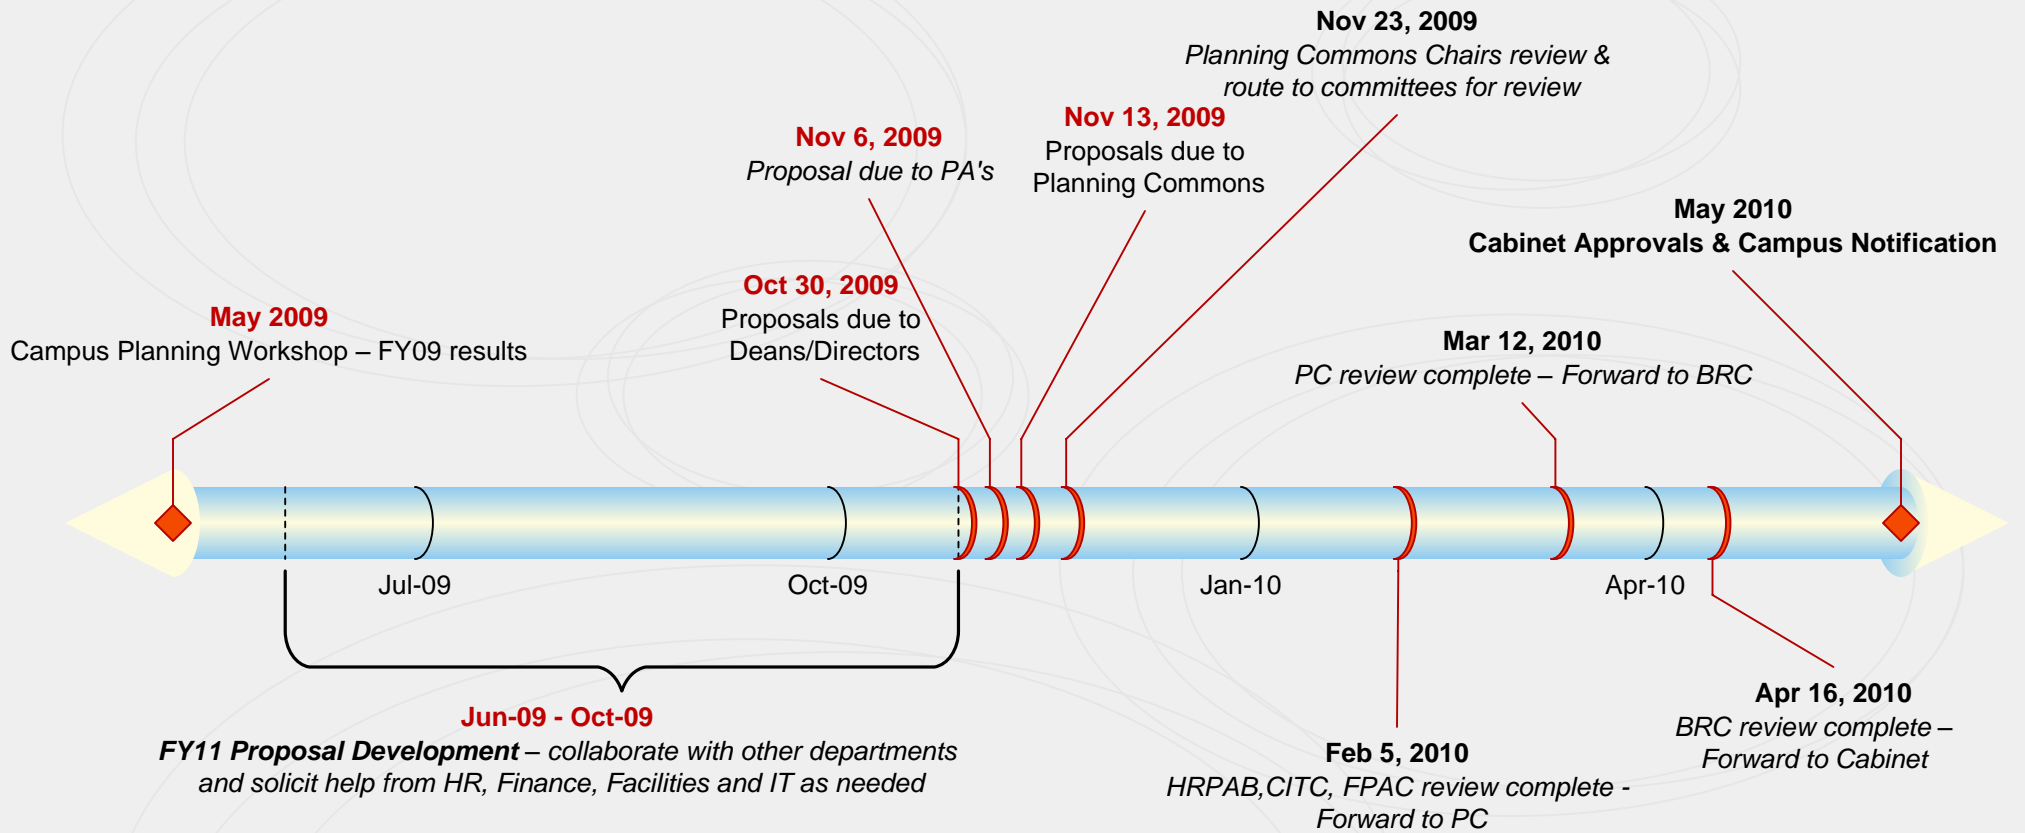 Nov 23, 2009
Planning Commons Chairs review &
route to committees for review
Nov 13, 2009
Proposals due to
Planning Commons
Nov 6, 2009
Proposal due to PA's
May 2010
Cabinet Approvals & Campus Notification
Oct 30, 2009
Proposals due to
Deans/Directors
May 2009
Campus Planning Workshop – FY09 results
Mar 12, 2010
PC review complete – Forward to BRC
Jul-09
Oct-09
Jan-10
Apr-10
Jun-09 - Oct-09
FY11 Proposal Development – collaborate with other departments
and solicit help from HR, Finance, Facilities and IT as needed
Feb 5, 2010
HRPAB,CITC, FPAC review complete -
Forward to PC
Apr 16, 2010
BRC review complete –
Forward to Cabinet